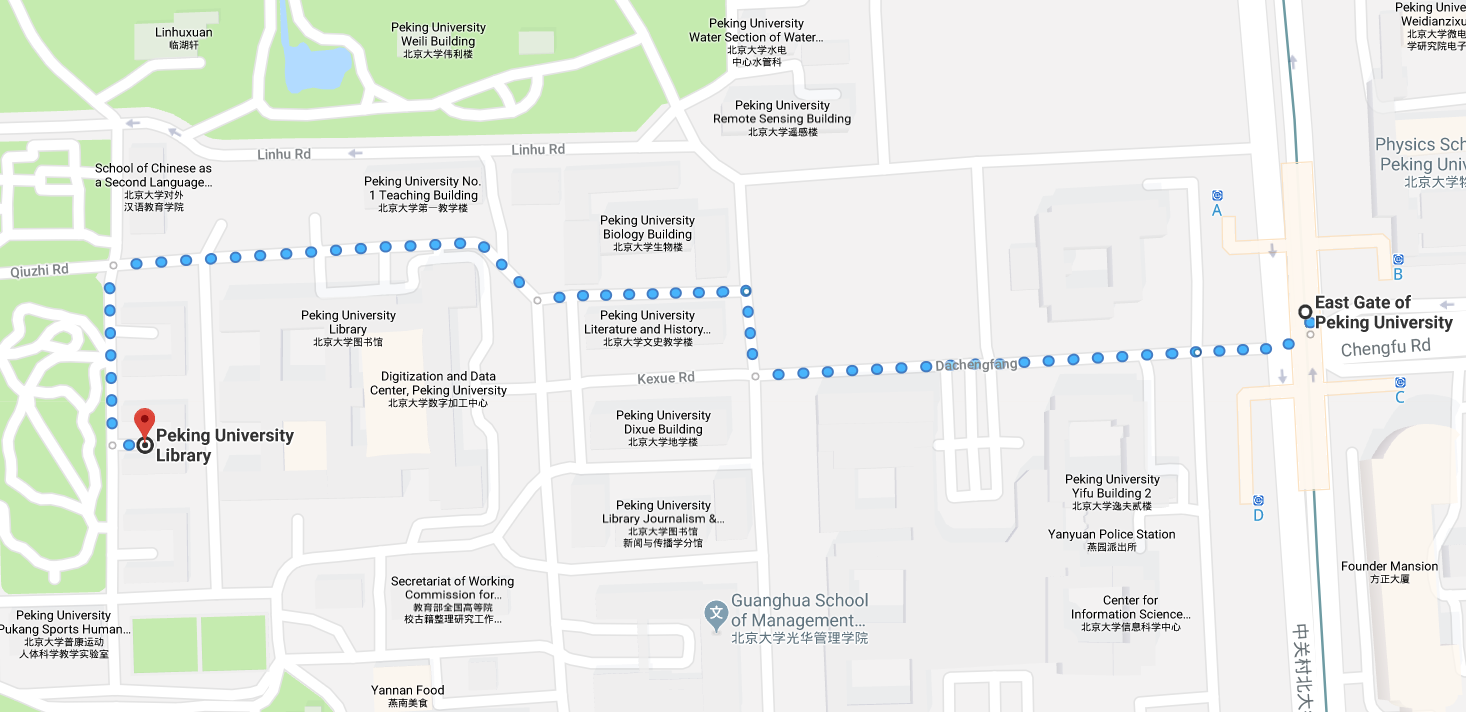 Linhuxuan
临湖轩
Peking University
Weili Building
北京大学伟利楼
Peking University
Water Section of Water...
北京大学水电
中心水管科
Peking Unive
Weidianzixu
北京大学微电
学研究院电子
Peking University
Remote Sensing Building
北京大学遥感楼
Linhu Rd
Linhu Rd
Physics Sch
Peking Univ
北京大学物
School of Chinese as
a Second Language...
北京大学对外
汉语教育学院
Peking University No.
1 Teaching Building
北京大学第一教学楼
Peking University
Biology Building
北京大学生物楼
A
B
Qiuzhi Rd
East Gate of
Peking University
Chengfu Rd
Peking University
Library
北京大学图书馆
Peking University
Literature and History...
北京大学文史教学楼
Dachengfang
Kexue Rd
Digitization and Data
Center, Peking University
北京大学数字加工中心
C
Peking University
Dixue Building
北京大学地学楼
Peking University
Library
D
Peking University
Yifu Building 2
北京大学逸夫贰楼
Peking University
Library Journalism &...
北京大学图书馆
新闻与传播学分馆
Yanyuan Police Station
燕园派出所
Founder Mansion
方正大厦
Secretariat of Working
Commission for...
教育部全国高等院
校古籍整理研究工作...
文
Guanghua School
of Management...
北京大学光华管理学院
Center for
Information Science...
北京大学信息科学中心
Peking University
Pukang Sports Human...
北京大学普康运动
人体科学教学实验室
中关村北大
Yannan Food
燕南美食